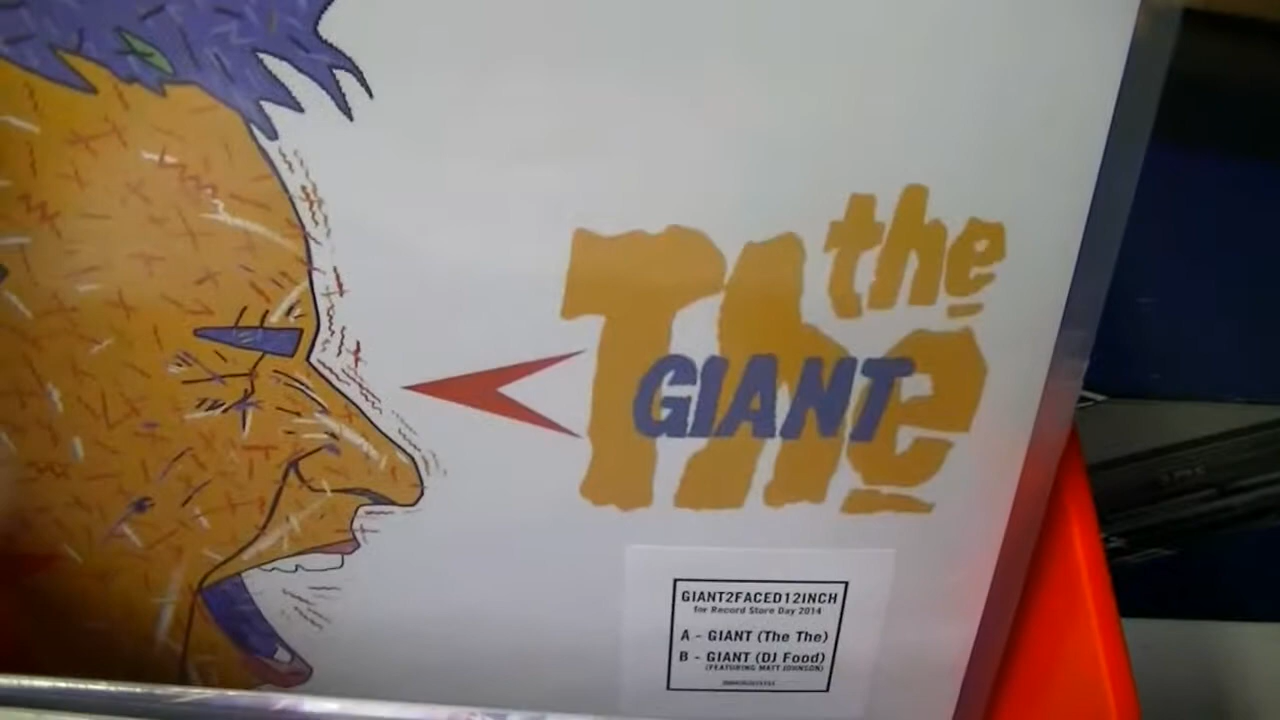 the
The
GIANT
GIANT2FACED12INCH
for Record Store Day 2014
A - GIANT (The The)
B - GIANT (DJ Food)
(FEATURING MATT JOHNSON)